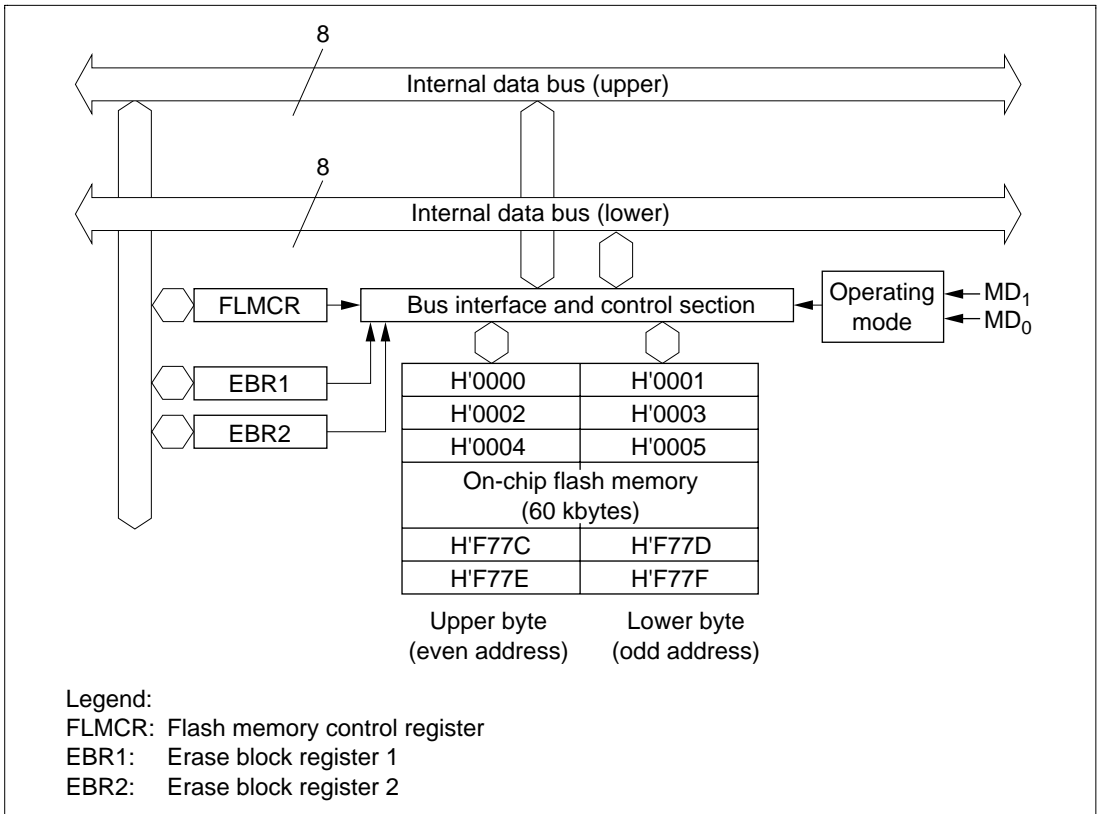 8
Internal data bus (upper)
8
Internal data bus (lower)
FLMCR
Bus interface and control section
Operating
mode
MD1
MD0
EBR1
EBR2
H'0000 H'0001
H'0002 H'0003
H'0004 H'0005
On-chip flash memory
(60 kbytes)
H'F77C H'F77D
H'F77E H'F77F
Upper byte
(even address)
Lower byte
(odd address)
Legend:
FLMCR: Flash memory control register
EBR1: Erase block register 1
EBR2: Erase block register 2